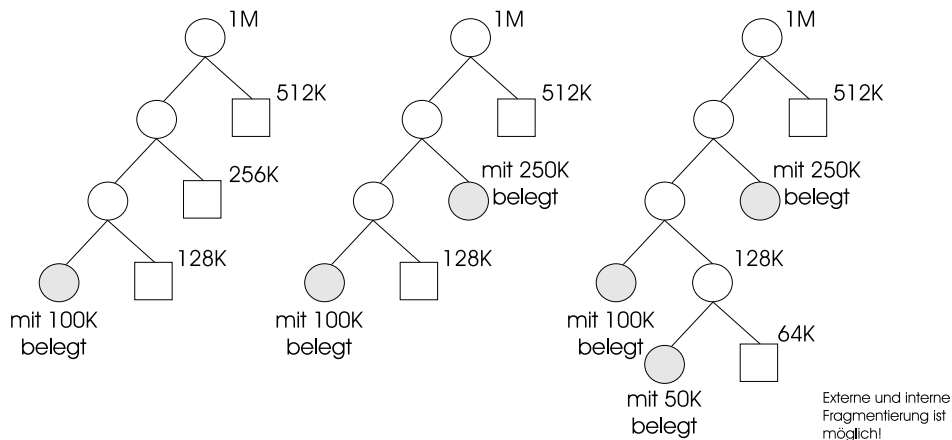 1M
512K
256K
128K
mit 100K
belegt
1M
512K
mit 250K
belegt
128K
mit 100K
belegt
1M
512K
mit 250K
belegt
128K
mit 100K
belegt
64K
mit 50K
belegt
Externe und interne
Fragmentierung ist
möglich!